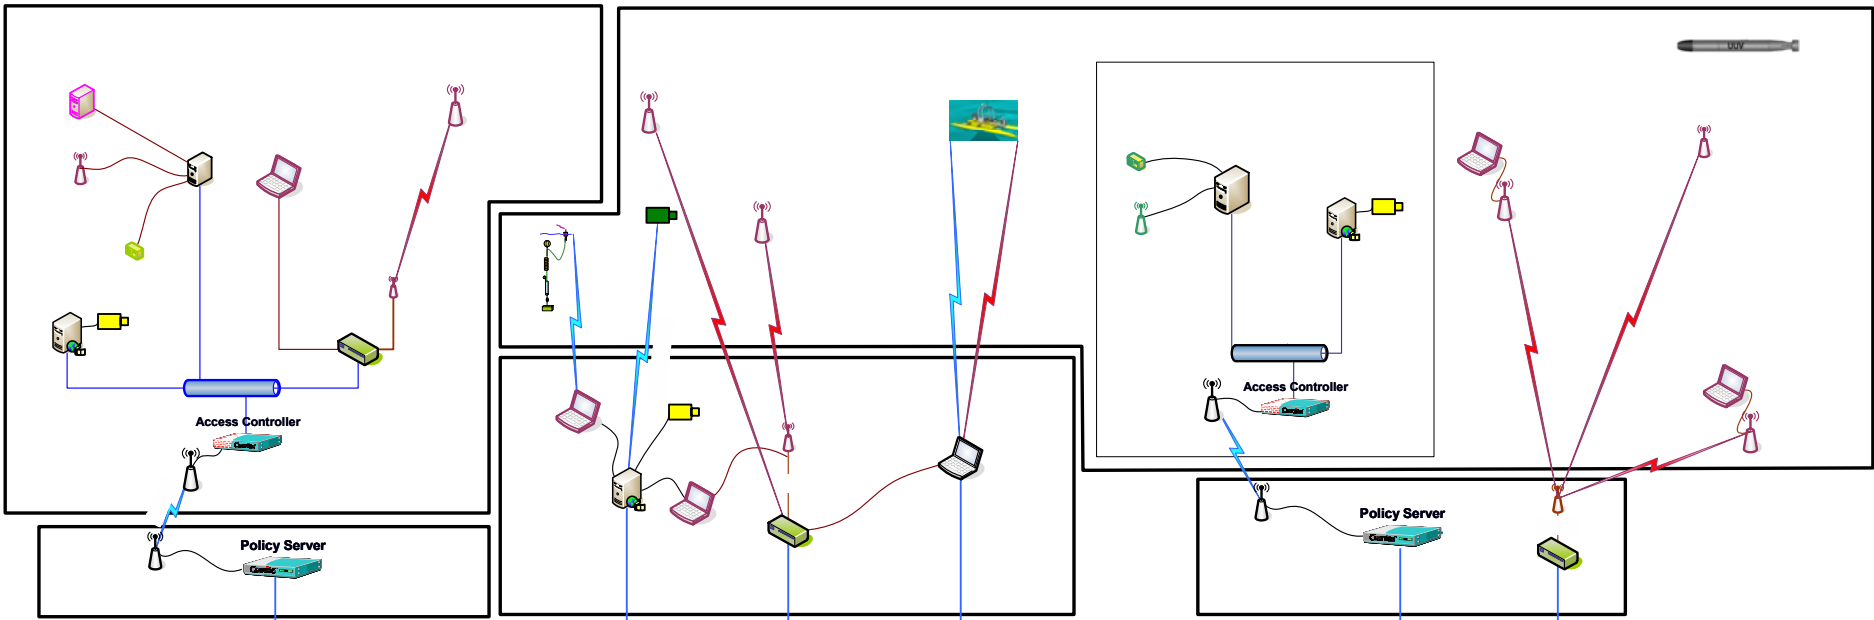 UUV
Access Controller
Access Controller
Policy Server
Policy Server